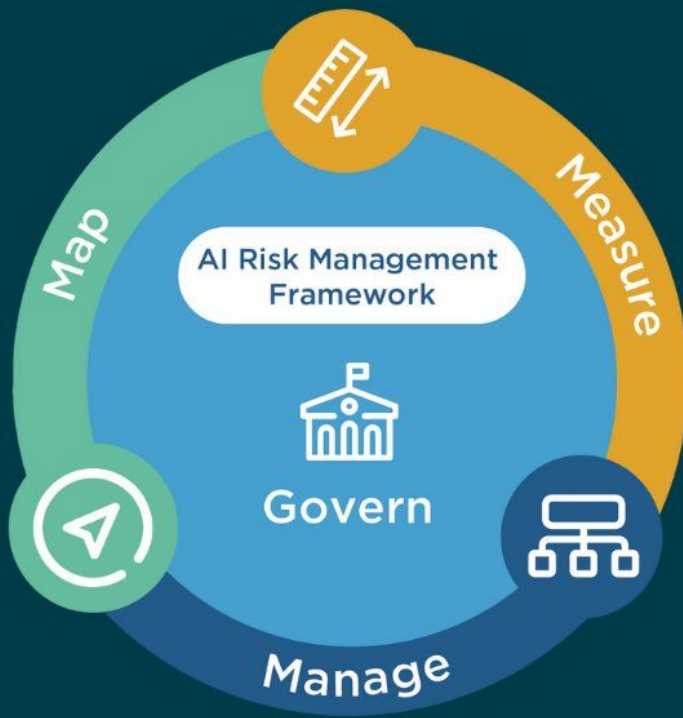 Map
Measure
AI Risk Management
Framework
Govern
Manage